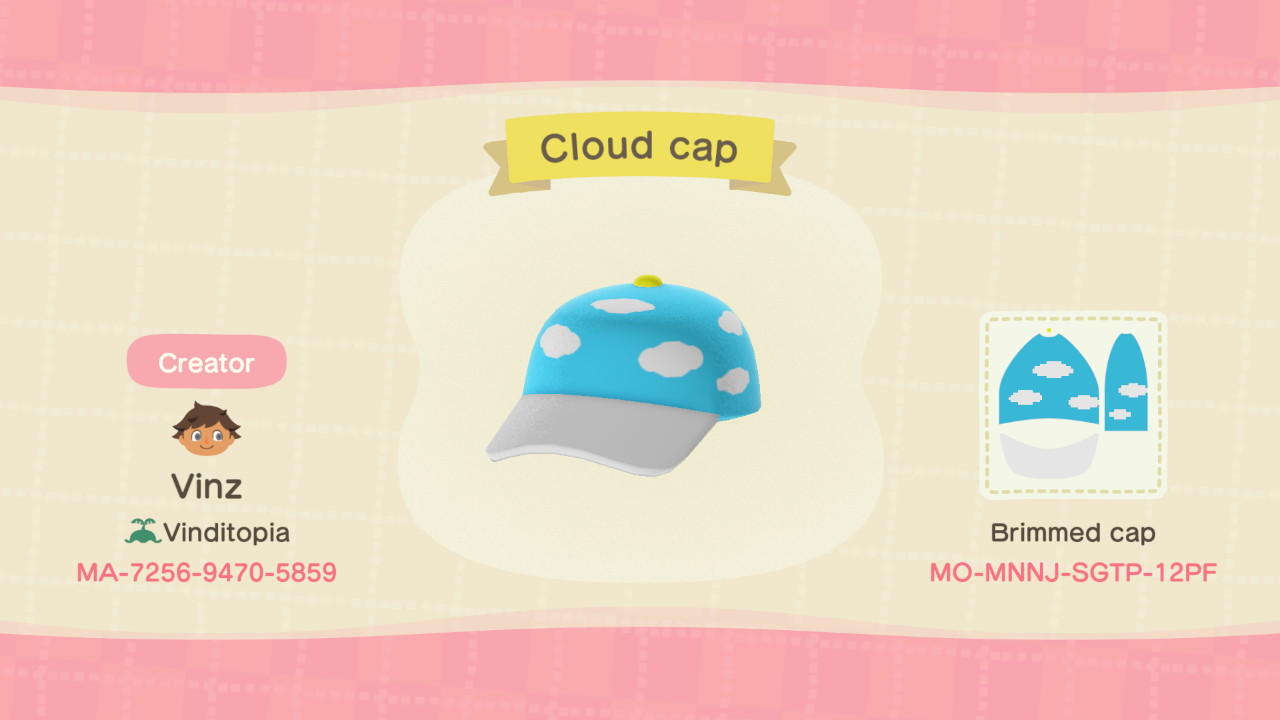 Cloud cap
Creator
Vinz
Vinditopia
MA-7256-9470-5859
Brimmed cap
MO-MNNJ-SGTP-12PF